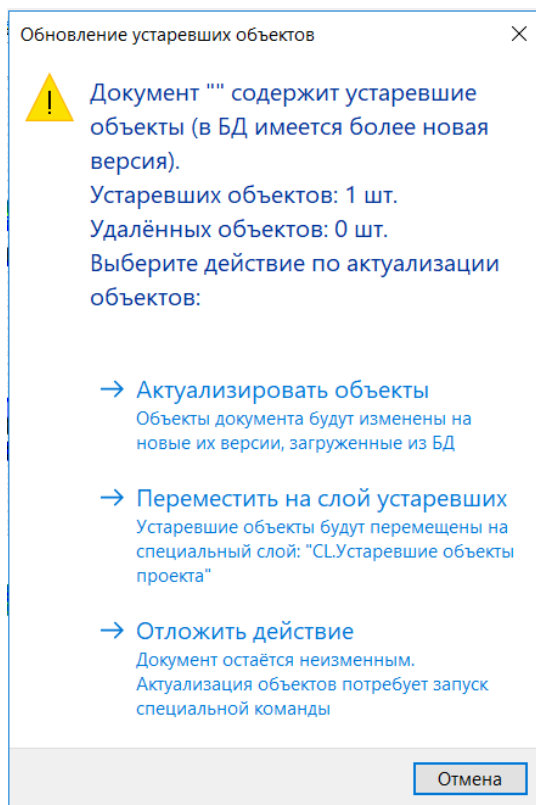 Обновление устаревших объектов
Документ "" содержит устаревшие
объекты (в БД имеется более новая
версия).
Устаревших объектов: 1 шт.
Удалённых объектов: 0 шт.
Выберите действие по актуализации
объектов:
Актуализировать объекты
Объекты документа будут изменены на
новые их версии, загруженные из БД
Переместить на слой устаревших
Устаревшие объекты будут перемещены на
специальный слой: "CL.Устаревшие объекты
проекта"
Отложить действие
Документ остаётся неизменным.
Актуализация объектов потребует запуск
специальной команды
Отмена